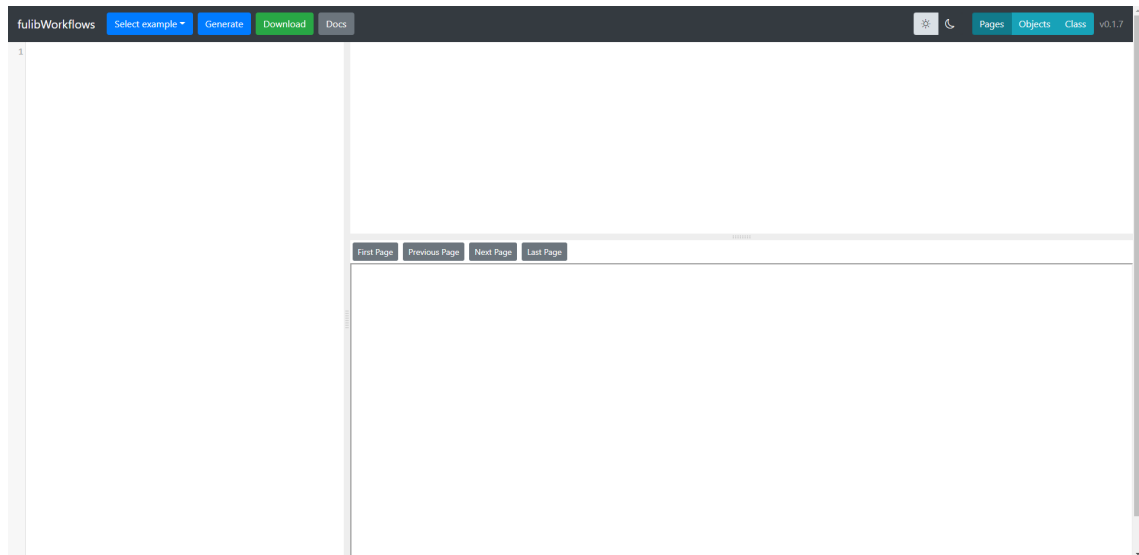 fulibWorkflows Select example Generate Download Docs Pages Objects Class v0.1.7
1
First Page Previous Page Next Page Last Page